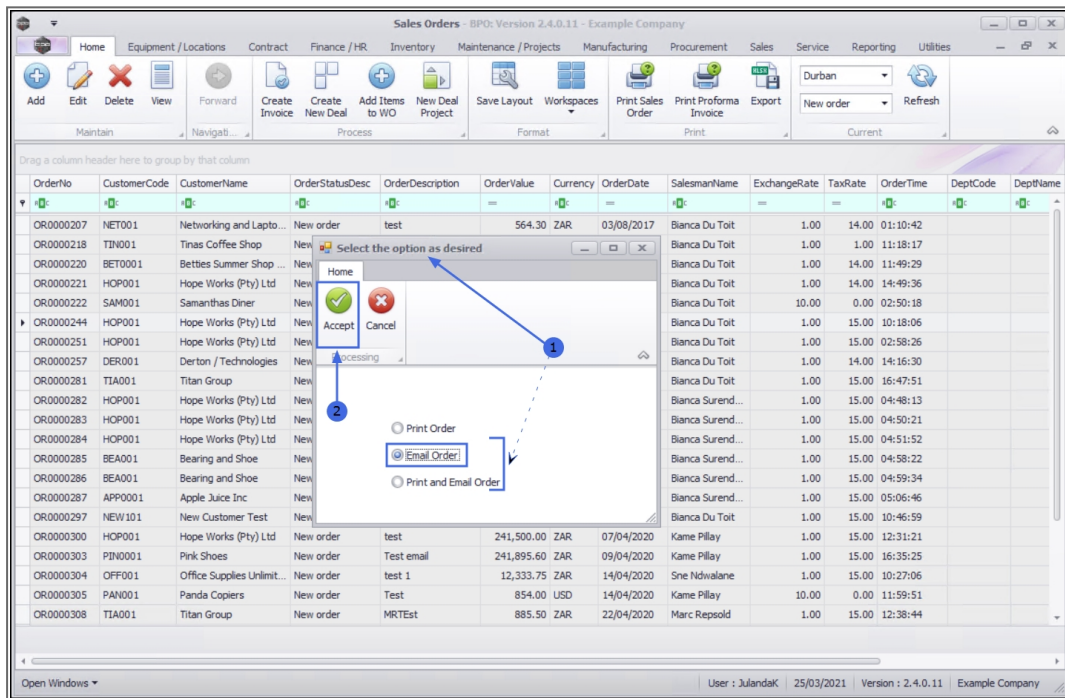 Sales Orders - BPO: Version 2.4.0.11 - Example Company
Home Equipment / Locations Contract Finance / HR Inventory Maintenance / Projects Manufacturing Procurement Sales Service Reporting Utilities
Add Edit Delete View Forward Create Invoice Create New Deal Add Items to WO New Deal Project Save Layout Workspaces Print Sales Order Print Proforma Invoice Export Durban New order Refresh
Maintain Navigati... Process Format Print Current
Drag a column header here to group by that column
OrderNo CustomerCode CustomerName OrderStatusDesc OrderDescription OrderValue Currency OrderDate SalesmanName ExchangeRate TaxRate OrderTime DeptCode DeptName
OR0000207 NET001 Networking and Lapto... New order test 564.30 ZAR 03/08/2017 Bianca Du Toit 1.00 14.00 01:10:42
OR0000218 TIN001 Tinas Coffee Shop New Bianca Du Toit 1.00 1.00 11:18:17
OR0000220 BET0001 Betties Summer Shop ... New Bianca Du Toit 1.00 14.00 11:49:29
OR0000221 HOP001 Hope Works (Pty) Ltd New Bianca Du Toit 1.00 14.00 14:49:36
OR0000222 SAM001 Samanthas Diner New Bianca Du Toit 10.00 0.00 02:50:18
OR0000244 HOP001 Hope Works (Pty) Ltd New Bianca Du Toit 1.00 15.00 10:18:06
OR0000251 HOP001 Hope Works (Pty) Ltd New Bianca Du Toit 1.00 15.00 02:58:26
OR0000257 DER001 Derton / Technologies New Bianca Du Toit 1.00 14.00 14:16:30
OR0000281 TIA001 Titan Group New Bianca Du Toit 1.00 15.00 16:47:51
OR0000282 HOP001 Hope Works (Pty) Ltd New Bianca Surend... 1.00 15.00 04:48:13
OR0000283 HOP001 Hope Works (Pty) Ltd New Bianca Surend... 1.00 15.00 04:50:21
OR0000284 HOP001 Hope Works (Pty) Ltd New Bianca Surend... 1.00 15.00 04:51:52
OR0000285 BEA001 Bearing and Shoe New Bianca Surend... 1.00 15.00 04:58:22
OR0000286 BEA001 Bearing and Shoe New Bianca Surend... 1.00 15.00 04:59:34
OR0000287 APP0001 Apple Juice Inc New Bianca Surend... 1.00 15.00 05:06:46
OR0000297 NEW101 New Customer Test New Bianca Du Toit 1.00 15.00 10:46:59
OR0000300 HOP001 Hope Works (Pty) Ltd New order test 241,500.00 ZAR 07/04/2020 Kame Pillay 1.00 15.00 12:31:21
OR0000303 PIN0001 Pink Shoes New order Test email 241,895.60 ZAR 09/04/2020 Kame Pillay 1.00 15.00 16:35:25
OR0000304 OFF001 Office Supplies Unlimit... New order test 1 12,333.75 ZAR 14/04/2020 Sne Ndwalane 1.00 15.00 10:27:06
OR0000305 PAN001 Panda Copiers New order Test 854.00 USD 14/04/2020 Kame Pillay 10.00 0.00 11:59:51
OR0000308 TIA001 Titan Group New order MRTEst 885.50 ZAR 22/04/2020 Marc Repsold 1.00 15.00 12:38:44
Select the option as desired
Home
Accept Cancel
Processing
1
2
Print Order
Email Order
Print and Email Order
Open Windows User : JulandaK 25/03/2021 Version : 2.4.0.11 Example Company